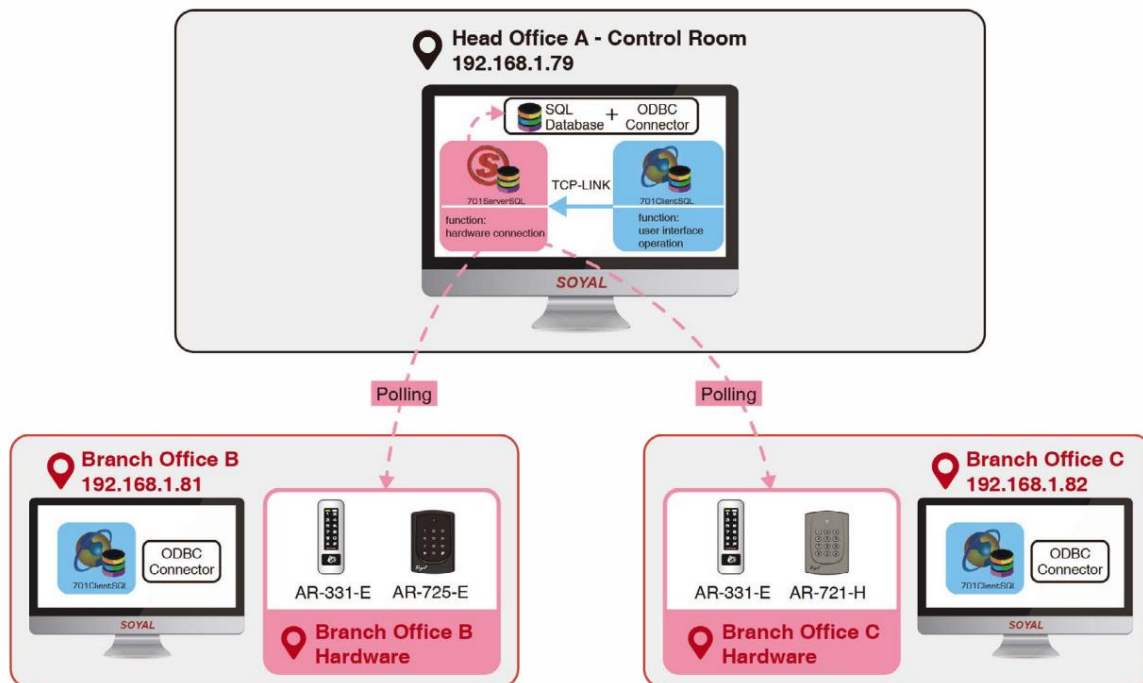 Head Office A - Control Room
192.168.1.79
SQL
Database
+
ODBC
Connector
S
701ServerSQL
function:
hardware connection
TCP-LINK
701ClientSQL
function:
user interface
operation
SOYAL
Polling
Polling
Branch Office B
192.168.1.81
701ClientSQL
ODBC
Connector
SOYAL
AR-331-E
AR-725-E
Branch Office B
Hardware
AR-331-E
AR-721-H
Branch Office C
Hardware
Branch Office C
192.168.1.82
701ClientSQL
ODBC
Connector
SOYAL